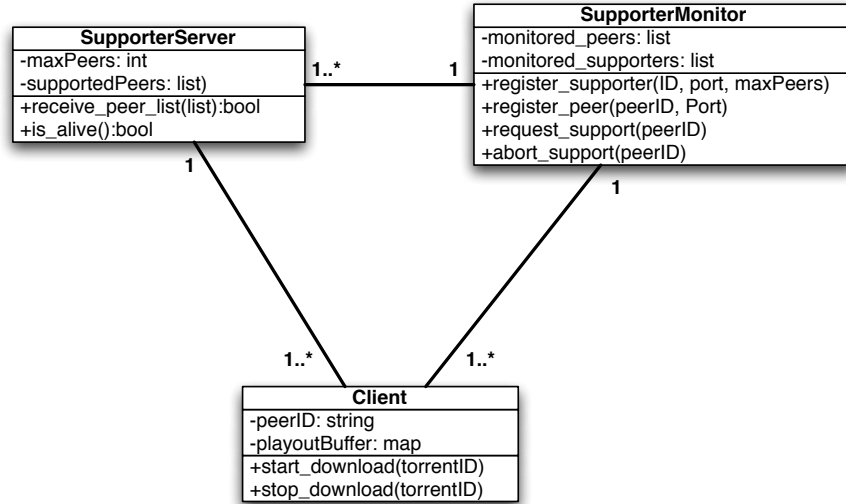 SupporterServer
-maxPeers: int
-supportedPeers: list)
+receive_peer_list(list):bool
+is_alive():bool
SupporterMonitor
-monitored_peers: list
-monitored_supporters: list
+register_supporter(ID, port, maxPeers)
+register_peer(peerID, Port)
+request_support(peerID)
+abort_support(peerID)
1..*
1
1
1
1..*
1..*
Client
-peerID: string
-playoutBuffer: map
+start_download(torrentID)
+stop_download(torrentID)